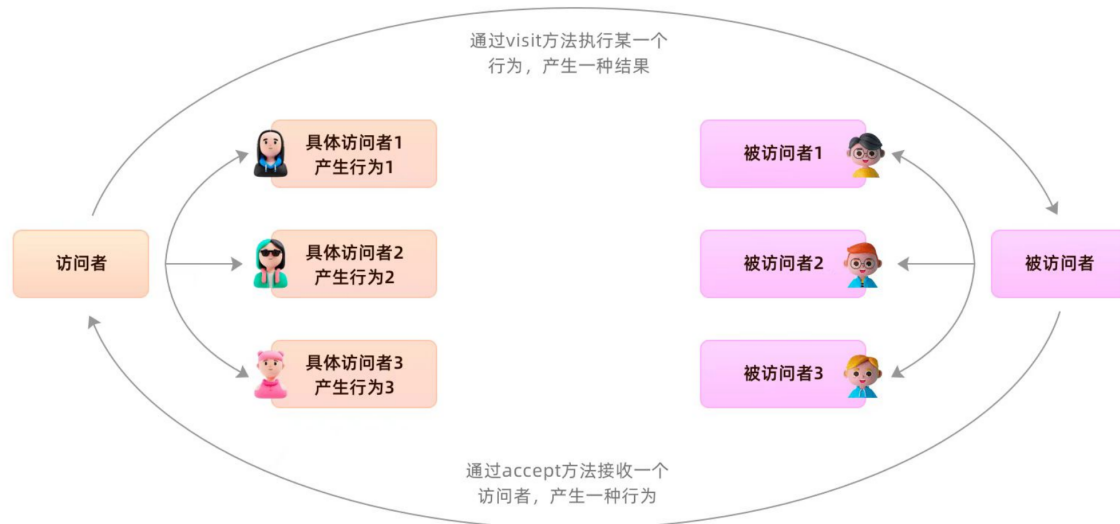 通过visit方法执行某一个
行为，产生一种结果
具体访问者1
产生行为1
被访问者1
访问者
具体访问者2
产生行为2
被访问者2
被访问者
具体访问者3
产生行为3
被访问者3
通过accept方法接收一个
访问者，产生一种行为